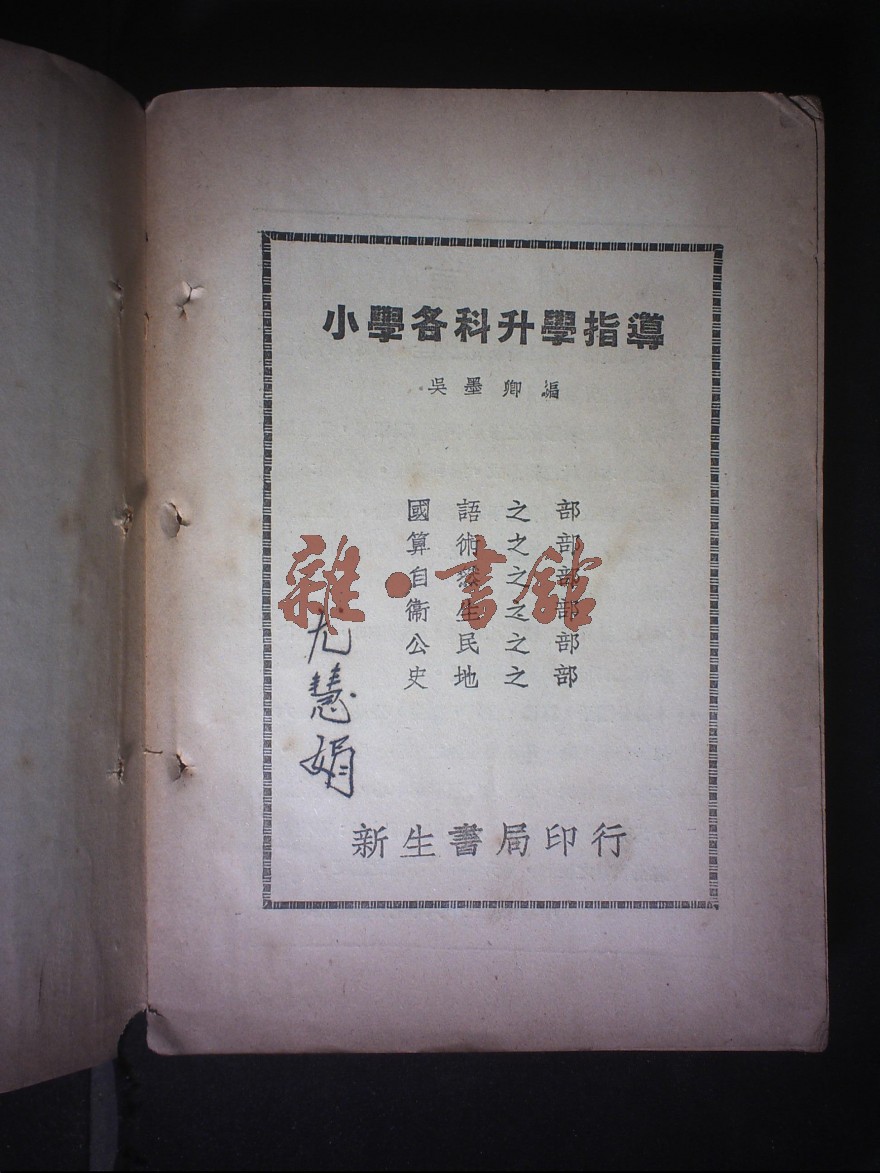 小學各科升學指導
吳墨卿編
國語之部
算術之部
自然之部
衞生之部
公民之部
史地之部
雜·書館
尤慧娟
新生書局印行